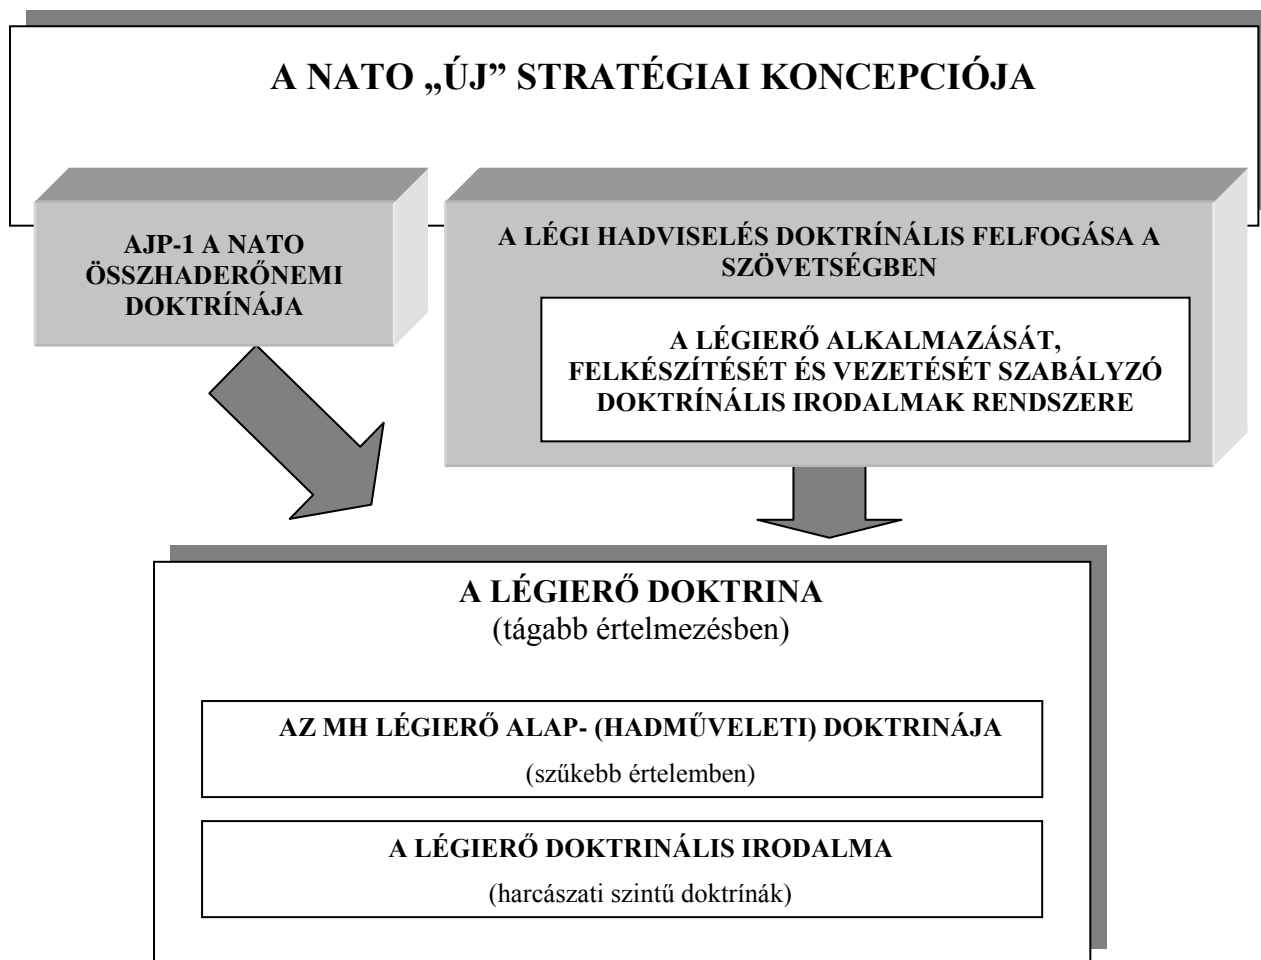 A NATO „ÚJ” STRATÉGIAI KONCEPCIÓJA
AJP-1 A NATO
ÖSSZHADERŐNEMI
DOKTRÍNÁJA
A LÉGI HADVISELÉS DOKTRÍNÁLIS FELFOGÁSA A
SZÖVETSÉGBEN
A LÉGIERŐ ALKALMAZÁSÁT,
FELKÉSZÍTÉSÉT ÉS VEZETÉSÉT SZABÁLYZÓ
DOKTRÍNÁLIS IRODALMAK RENDSZERE
A LÉGIERŐ DOKTRINA
(tágabb értelmezésben)
AZ MH LÉGIERŐ ALAP- (HADMŰVELETI) DOKTRINÁJA
(szűkebb értelemben)
A LÉGIERŐ DOKTRINÁLIS IRODALMA
(harcászati szintű doktrínák)